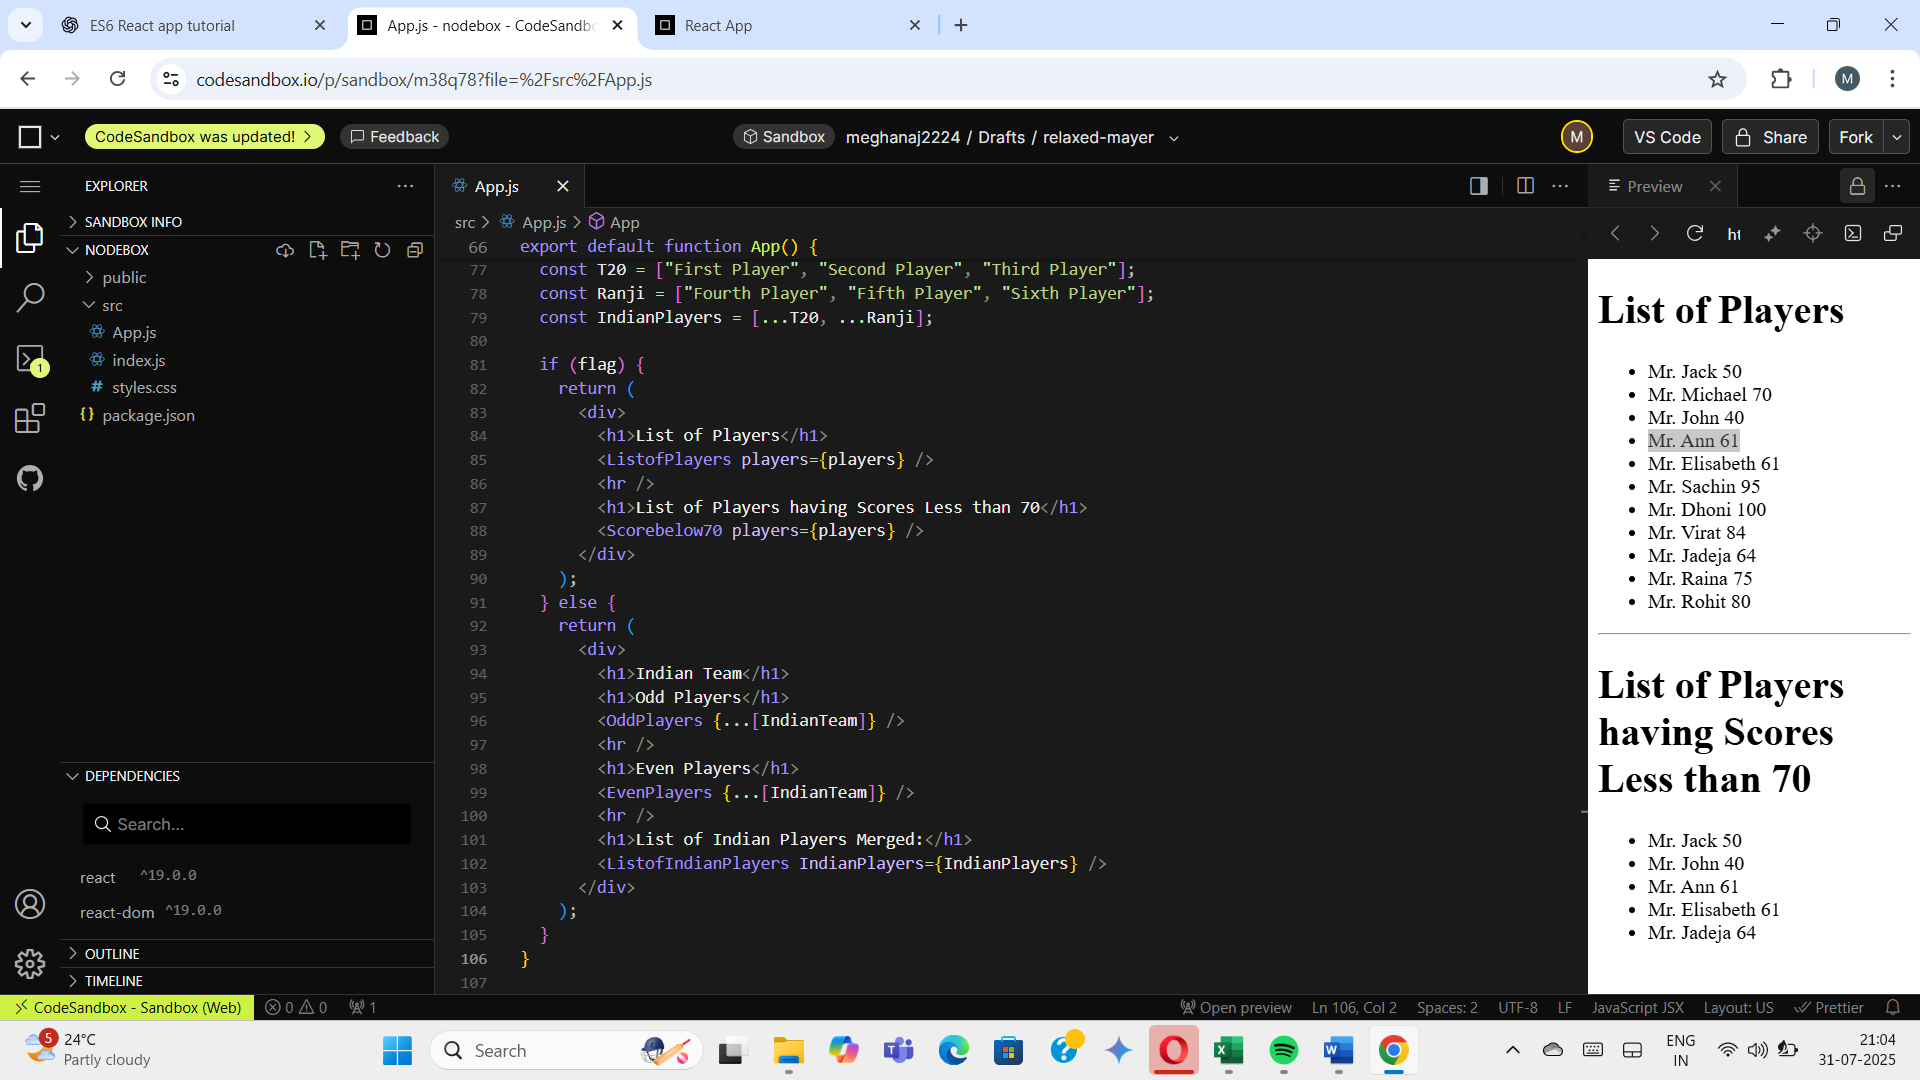 ES6 React app tutorial
App.js - nodebox - CodeSandbo
React App
codesandbox.io/p/sandbox/m38q78?file=%2Fsrc%2FApp.js
M
CodeSandbox was updated!
Feedback
Sandbox
meghanaj2224 / Drafts / relaxed-mayer
M
VS Code
Share
Fork
EXPLORER
SANDBOX INFO
NODEBOX
public
src
App.js
index.js
styles.css
package.json
1
DEPENDENCIES
Search...
react ^19.0.0
react-dom ^19.0.0
OUTLINE
TIMELINE
App.js
src > App.js > App
66 export default function App() {
77 const T20 = ["First Player", "Second Player", "Third Player"];
78 const Ranji = ["Fourth Player", "Fifth Player", "Sixth Player"];
79 const IndianPlayers = [...T20, ...Ranji];
80
81 if (flag) {
82 return (
83 <div>
84 <h1>List of Players</h1>
85 <ListofPlayers players={players} />
86 <hr />
87 <h1>List of Players having Scores Less than 70</h1>
88 <Scorebelow70 players={players} />
89 </div>
90 );
91 } else {
92 return (
93 <div>
94 <h1>Indian Team</h1>
95 <h1>Odd Players</h1>
96 <OddPlayers {...[IndianTeam]} />
97 <hr />
98 <h1>Even Players</h1>
99 <EvenPlayers {...[IndianTeam]} />
100 <hr />
101 <h1>List of Indian Players Merged:</h1>
102 <ListofIndianPlayers IndianPlayers={IndianPlayers} />
103 </div>
104 );
105 }
106 }
107
Preview
ht
List of Players
• Mr. Jack 50
• Mr. Michael 70
• Mr. John 40
• Mr. Ann 61
• Mr. Elisabeth 61
• Mr. Sachin 95
• Mr. Dhoni 100
• Mr. Virat 84
• Mr. Jadeja 64
• Mr. Raina 75
• Mr. Rohit 80
List of Players
having Scores
Less than 70
• Mr. Jack 50
• Mr. John 40
• Mr. Ann 61
• Mr. Elisabeth 61
• Mr. Jadeja 64
CodeSandbox - Sandbox (Web)
0 0
1
Open preview
Ln 106, Col 2
Spaces: 2
UTF-8
LF
JavaScript JSX
Layout: US
Prettier
5
24°C
Partly cloudy
Search
ENG
IN
21:04
31-07-2025